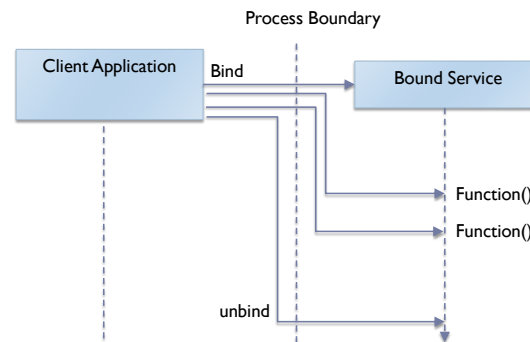 Process Boundary
Client Application
Bind
Bound Service
Function()
Function()
unbind